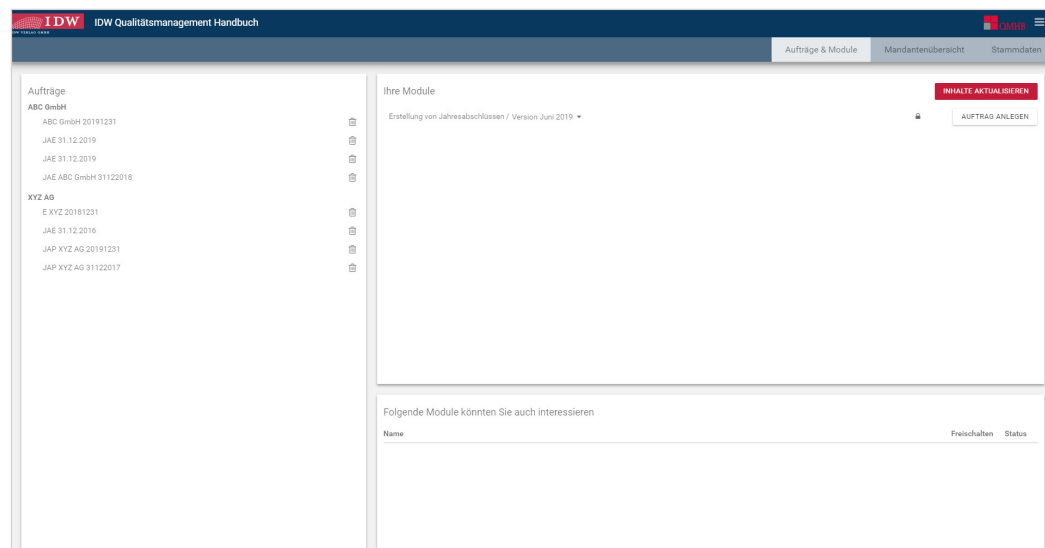 IDW IDW Qualitätsmanagement Handbuch
IDW VERLAG GMBH
QMHB
Aufträge & Module Mandantenübersicht Stammdaten
Aufträge
ABC GmbH
ABC GmbH 20191231
JAE 31.12.2019
JAE 31.12.2019
JAE ABC GmbH 31122018
XYZ AG
E XYZ 20181231
JAE 31.12.2016
JAP XYZ AG 20191231
JAP XYZ AG 31122017
Ihre Module INHALTE AKTUALISIEREN
Erstellung von Jahresabschlüssen / Version Juni 2019 AUFTRAG ANLEGEN
Folgende Module könnten Sie auch interessieren
Name Freischalten Status